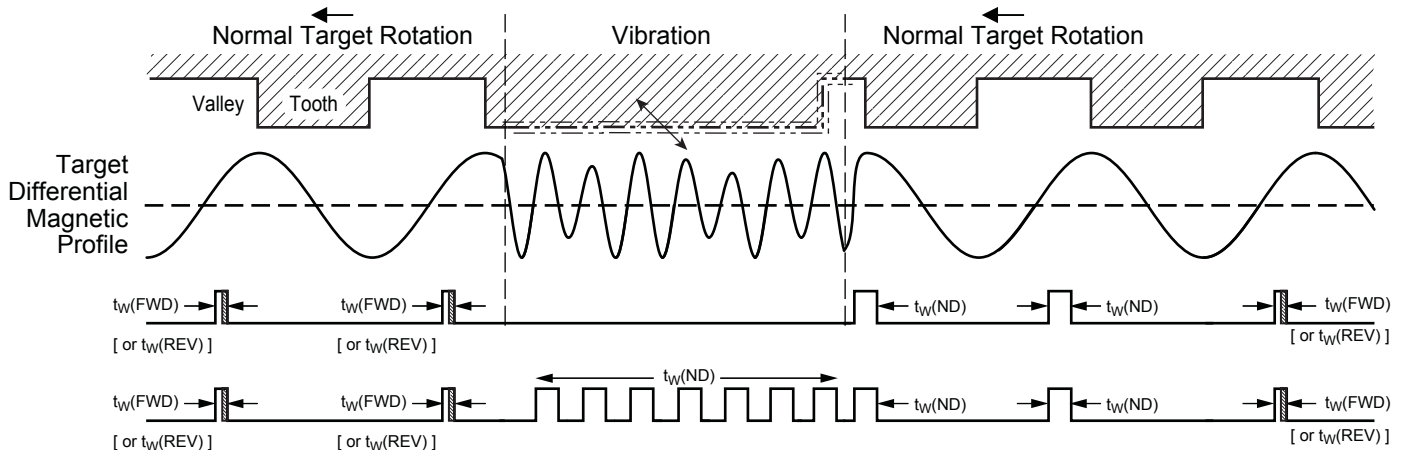 Normal Target Rotation
Vibration
Normal Target Rotation
Valley
Tooth
Target
Differential
Magnetic
Profile
tW(FWD)
[ or tW(REV) ]
tW(FWD)
[ or tW(REV) ]
tW(ND)
tW(ND)
tW(FWD)
[ or tW(REV) ]
tW(FWD)
[ or tW(REV) ]
tW(FWD)
[ or tW(REV) ]
tW(ND)
tW(ND)
tW(ND)
tW(FWD)
[ or tW(REV) ]